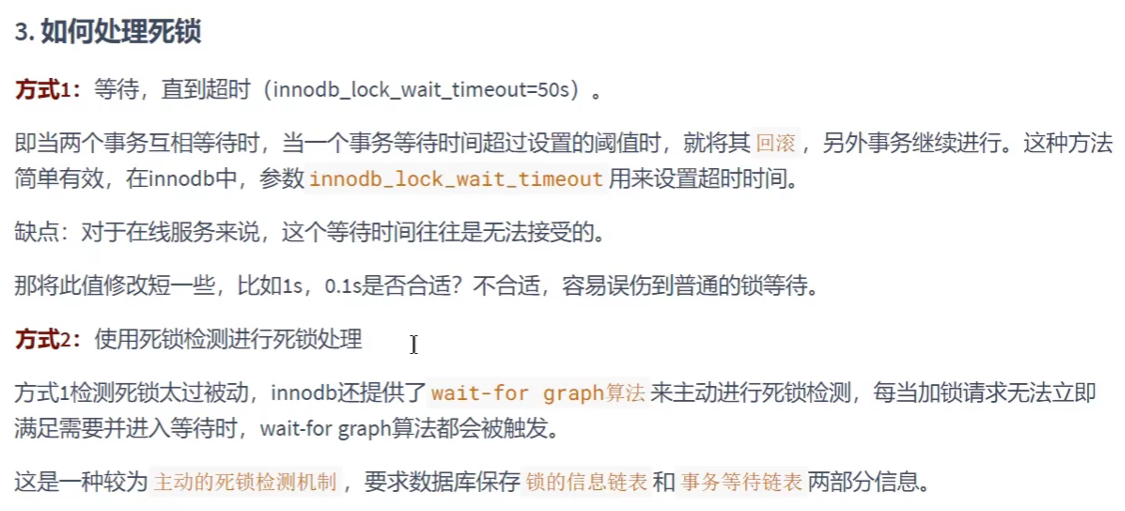 3. 如何处理死锁
方式1：等待，直到超时（innodb_lock_wait_timeout=50s）。
即当两个事务互相等待时，当一个事务等待时间超过设置的阈值时，就将其 回滚 ，另外事务继续进行。这种方法
简单有效，在innodb中，参数 innodb_lock_wait_timeout 用来设置超时时间。
缺点：对于在线服务来说，这个等待时间往往是无法接受的。
那将此值修改短一些，比如1s，0.1s是否合适？不合适，容易误伤到普通的锁等待。
方式2：使用死锁检测进行死锁处理
方式1检测死锁太过被动，innodb还提供了 wait-for graph算法 来主动进行死锁检测，每当加锁请求无法立即
满足需要并进入等待时，wait-for graph算法都会被触发。
这是一种较为 主动的死锁检测机制 ，要求数据库保存 锁的信息链表 和 事务等待链表 两部分信息。